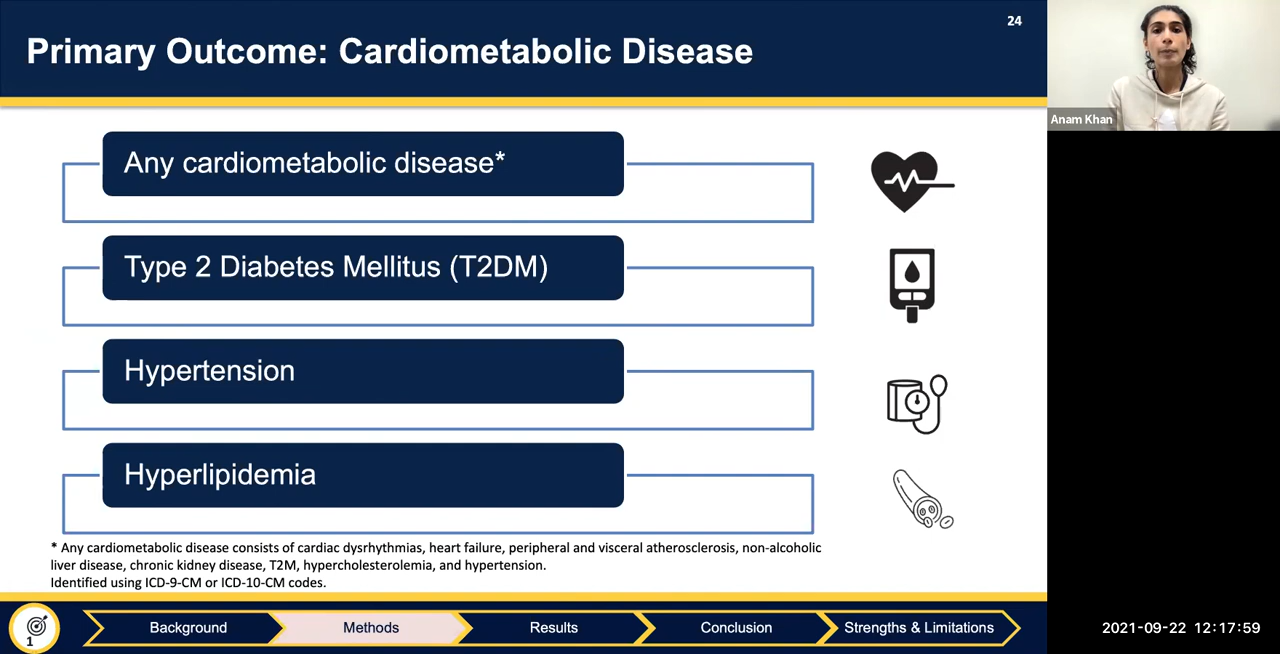 24
Primary Outcome: Cardiometabolic Disease
Anam Khan
Any cardiometabolic disease*
Type 2 Diabetes Mellitus (T2DM)
Hypertension
Hyperlipidemia
* Any cardiometabolic disease consists of cardiac dysrhythmias, heart failure, peripheral and visceral atherosclerosis, non-alcoholic
liver disease, chronic kidney disease, T2M, hypercholesterolemia, and hypertension.
Identified using ICD-9-CM or ICD-10-CM codes.
1
Background
Methods
Results
Conclusion
Strengths & Limitations
2021-09-22 12:17:59